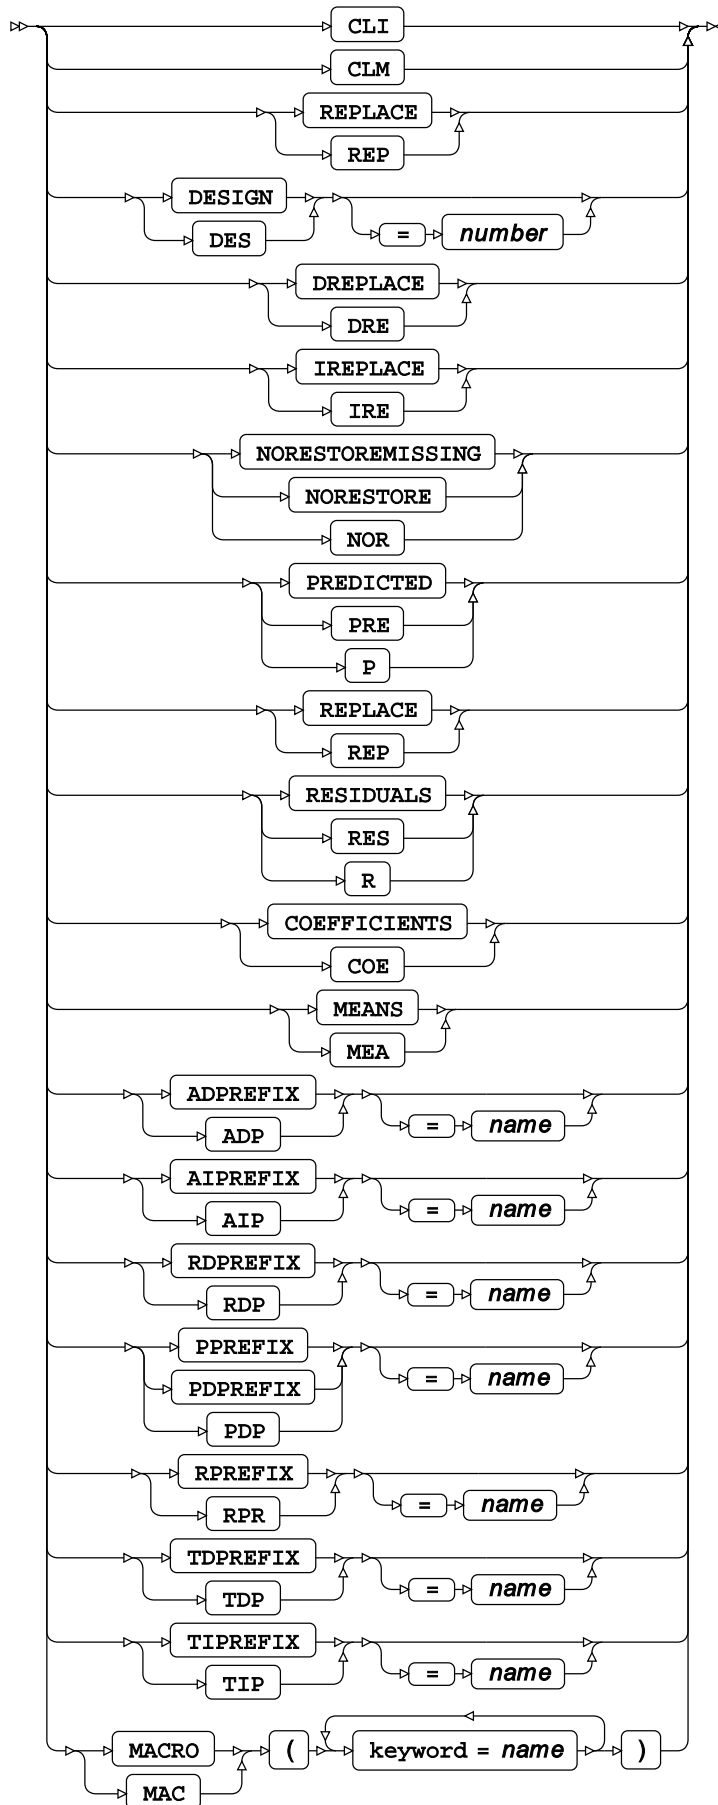 CLI
CLM
REPLACE
REP
DESIGN
DES
= number
DREPLACE
DRE
IREPLACE
IRE
NORESTOREMISSING
NORESTORE
NOR
PREDICTED
PRE
P
REPLACE
REP
RESIDUALS
RES
R
COEFFICIENTS
COE
MEANS
MEA
ADPREFIX
ADP
= name
AIPREFIX
AIP
= name
RDPREFIX
RDP
= name
PPREFIX
PDPREFIX
= name
PDP
RPREFIX
RPR
= name
TDPREFIX
TDP
= name
TIPREFIX
TIP
= name
MACRO
MAC
( keyword = name )